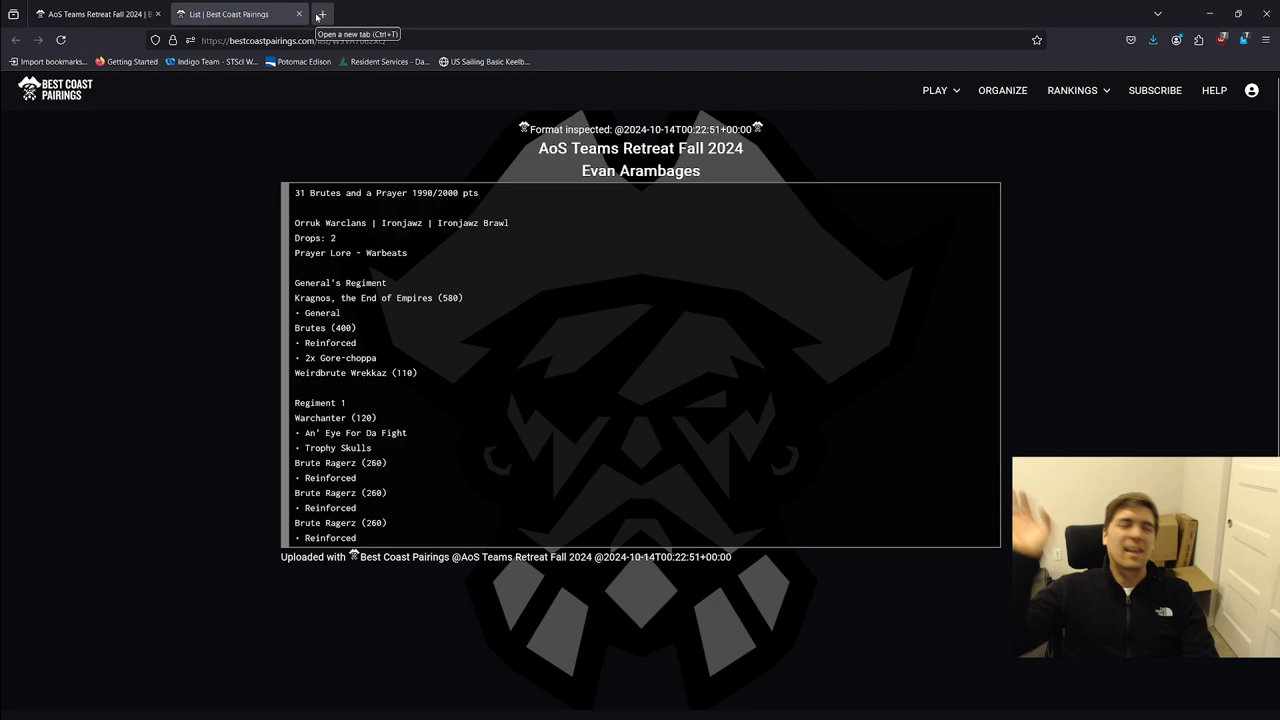 AoS Teams Retreat Fall 2024 | B
List | Best Coast Pairings
Open a new tab (Ctrl+T)
https://bestcoastpairings.com/list/
Import bookmarks...
Getting Started
Indigo Team - STScI W...
Potomac Edison
Resident Services - Da...
US Sailing Basic Keelb...
BEST COAST
PAIRINGS
PLAY
ORGANIZE
RANKINGS
SUBSCRIBE
HELP
Format inspected: @2024-10-14T00:22:51+00:00
AoS Teams Retreat Fall 2024
Evan Arambages
31 Brutes and a Prayer 1990/2000 pts
Orruk Warclans | Ironjawz | Ironjawz Brawl
Drops: 2
Prayer Lore - Warbeats
General's Regiment
Kragnos, the End of Empires (580)
• General
Brutes (400)
• Reinforced
• 2x Gore-choppa
Weirdbrute Wrekkaz (110)
Regiment 1
Warchanter (120)
• An' Eye For Da Fight
• Trophy Skulls
Brute Ragerz (260)
• Reinforced
Brute Ragerz (260)
• Reinforced
Brute Ragerz (260)
• Reinforced
Uploaded with Best Coast Pairings @AoS Teams Retreat Fall 2024 @2024-10-14T00:22:51+00:00